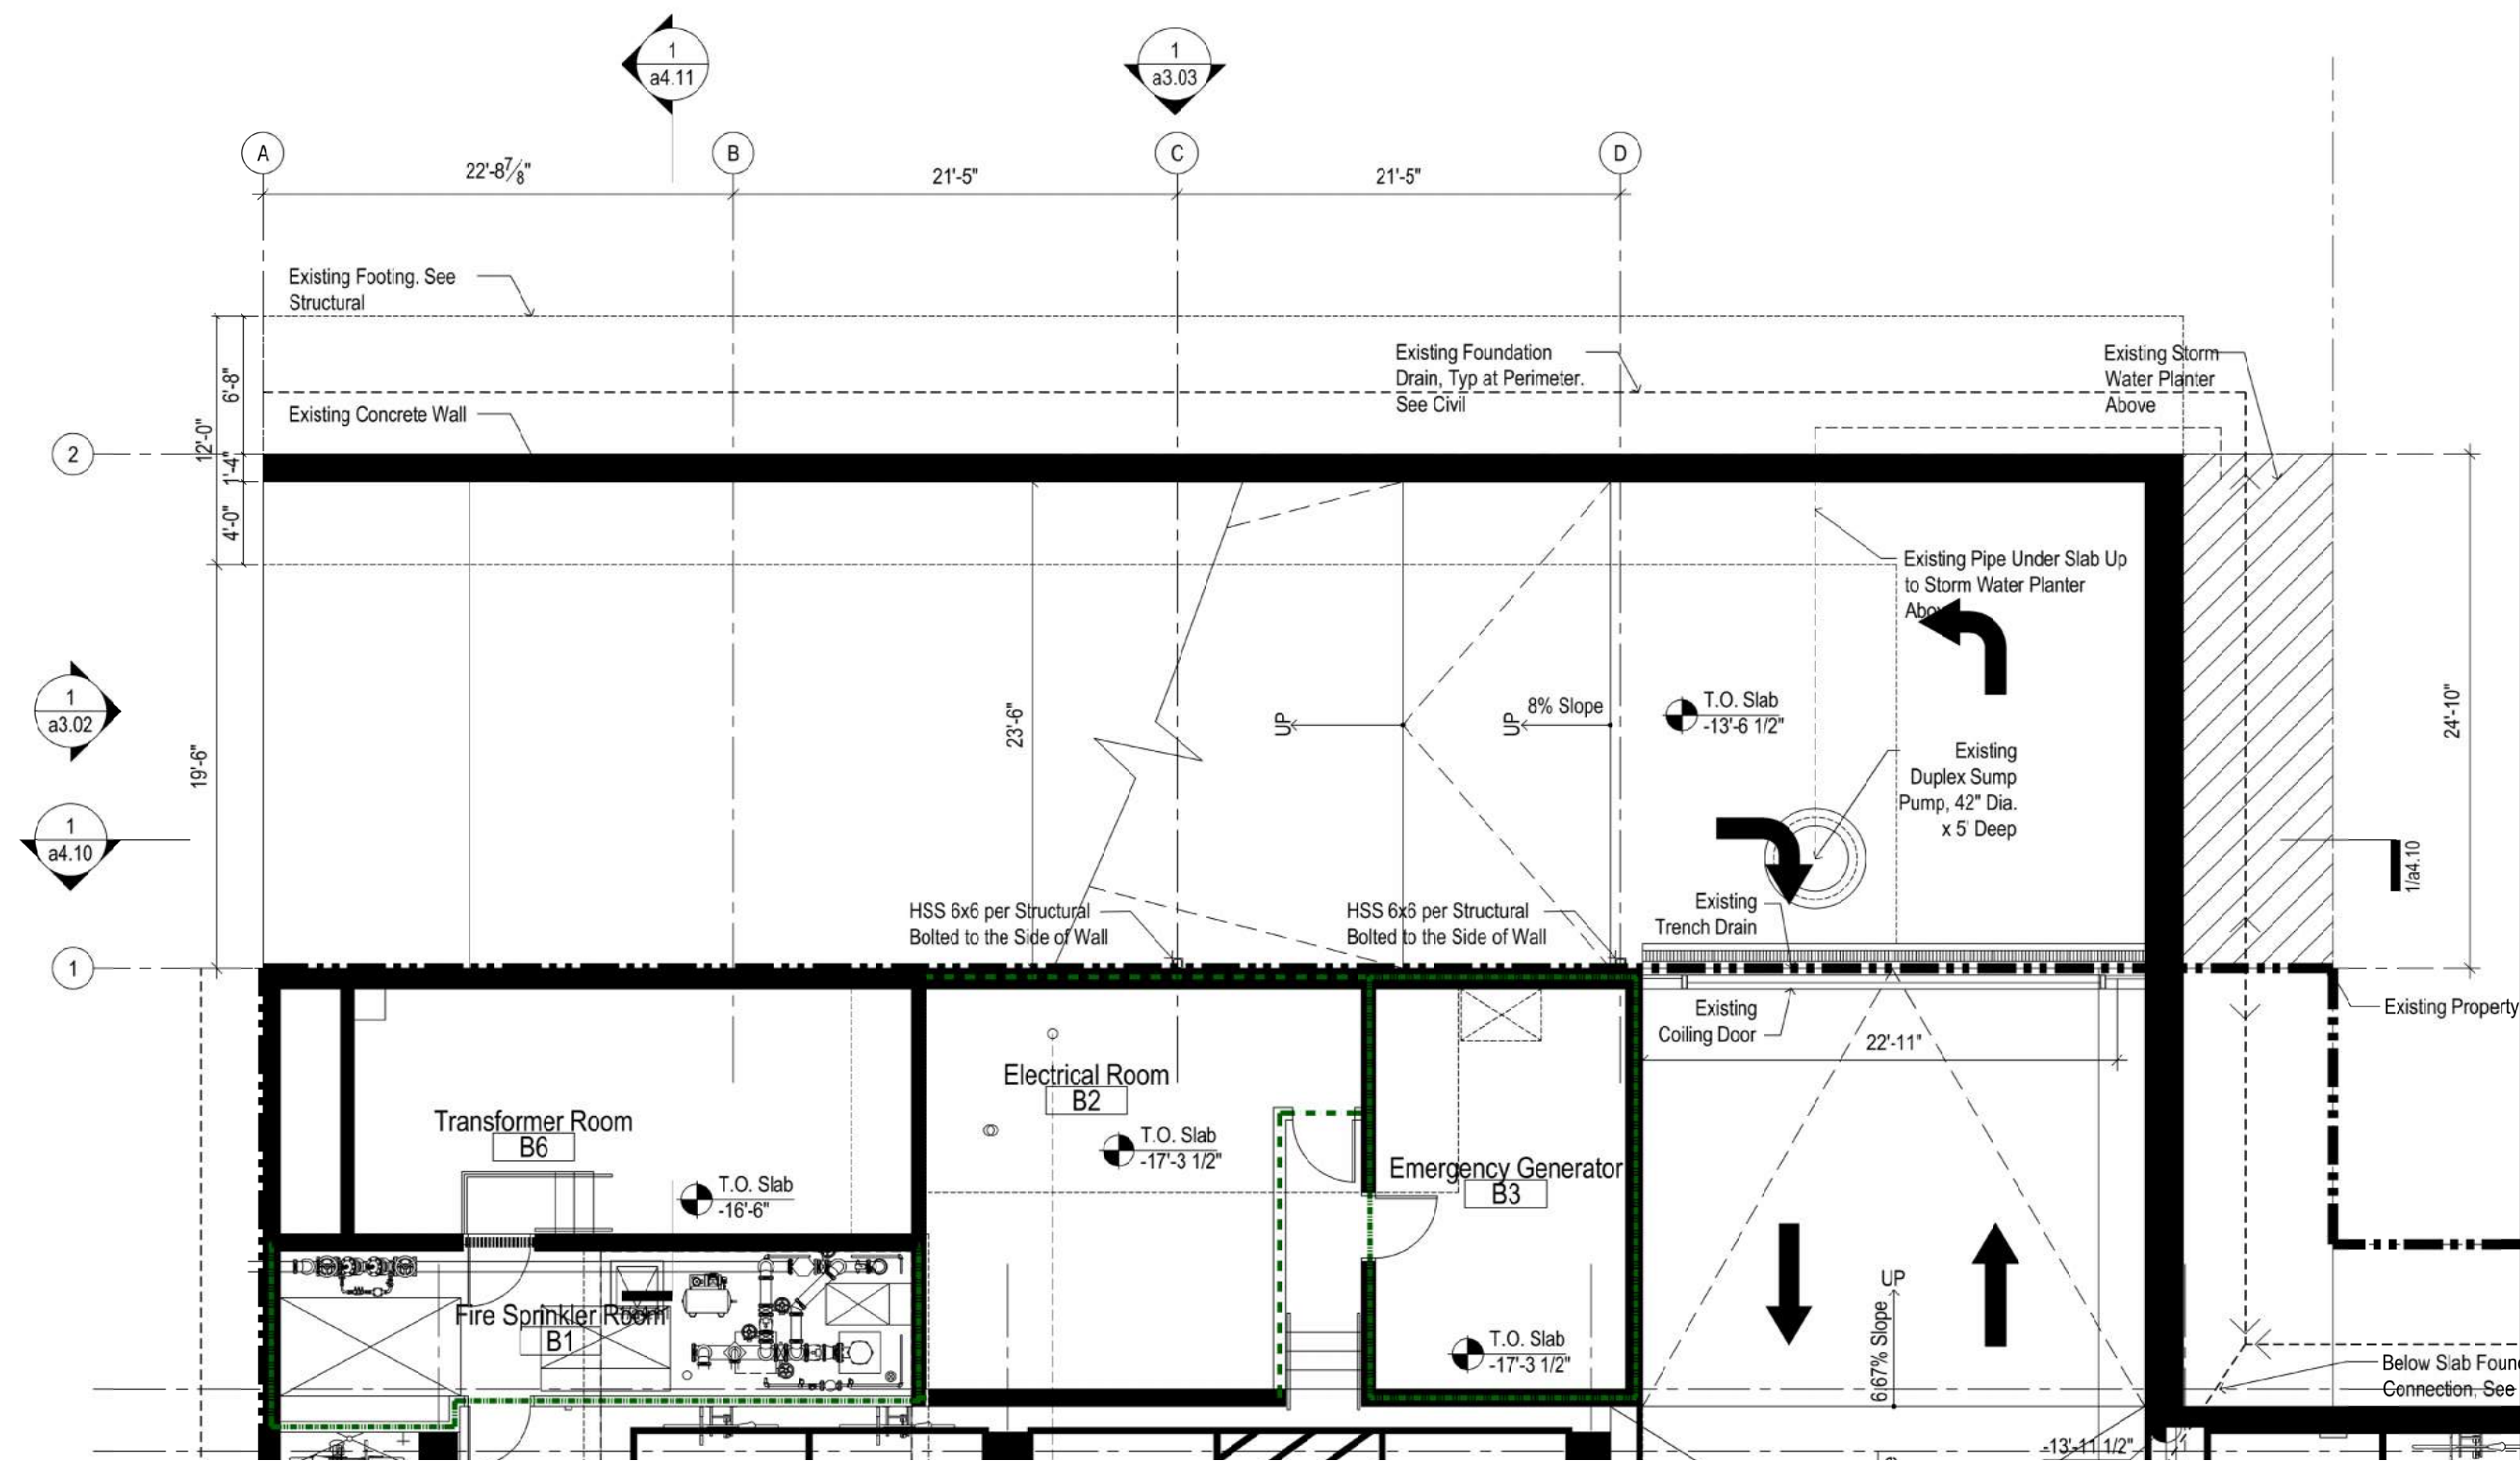 1
a4.11
1
a3.03
A
B
C
D
22'-8 7/8"
21'-5"
21'-5"
Existing Footing. See
Structural
Existing Foundation
Drain, Typ at Perimeter.
See Civil
Existing Storm
Water Planter
Above
6'-8"
12'-0"
1'-4"
4'-0"
Existing Concrete Wall
2
Existing Pipe Under Slab Up
to Storm Water Planter
1
a3.02
19'-6"
23'-6"
UP
UP
8% Slope
T.O. Slab
-13'-6 1/2"
24'-10"
Existing
Duplex Sump
Pump, 42" Dia.
x 5' Deep
1
a4.10
1/a4.10
HSS 6x6 per Structural
Bolted to the Side of Wall
HSS 6x6 per Structural
Bolted to the Side of Wall
Existing
Trench Drain
1
Existing Property
Existing
Coiling Door
22'-11"
Electrical Room
B2
Transformer Room
B6
T.O. Slab
-17'-3 1/2"
Emergency Generator
B3
T.O. Slab
-16'-6"
Fire Sprinkler Room
B1
T.O. Slab
-17'-3 1/2"
UP
6.67% Slope
Below Slab
Connection, See
-13'-11 1/2"